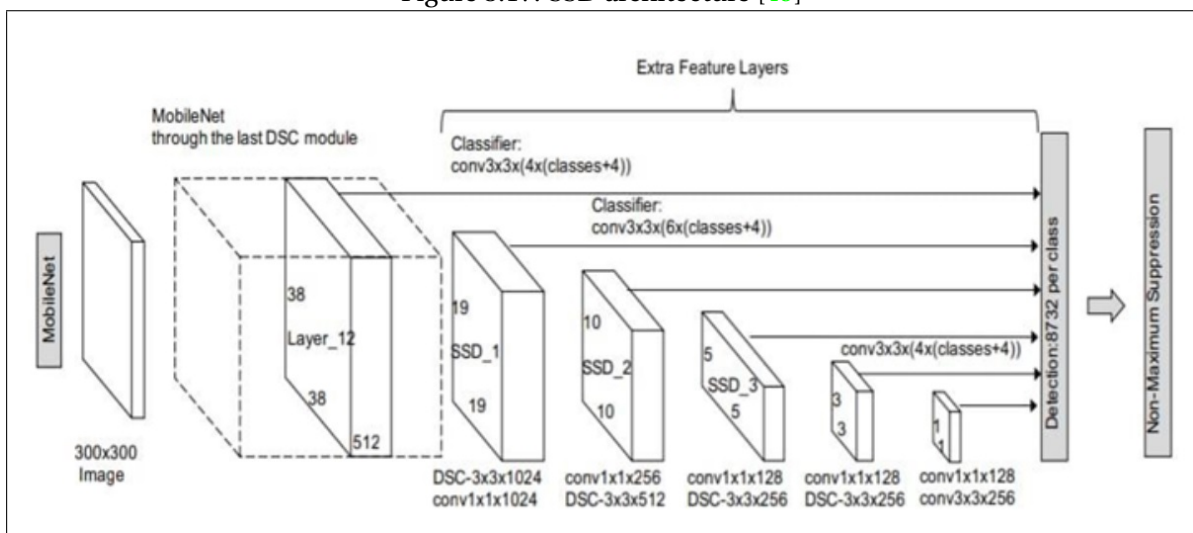 Extra Feature Layers
MobileNet
through the last DSC module
Classifier:
conv3x3x(4x(classes+4))
Classifier:
conv3x3x(6x(classes+4))
MobileNet
300x300
Image
38
Layer_12
38
512
19
SSD_1
19
DSC-3x3x1024
conv1x1x1024
10
SSD_2
10
conv1x1x256
DSC-3x3x512
5
SSD_3
5
conv1x1x128
DSC-3x3x256
conv3x3x(4x(classes+4))
3
3
conv1x1x128
DSC-3x3x256
1
1
conv1x1x128
conv3x3x256
Detection:8732 per class
Non-Maximum Suppression